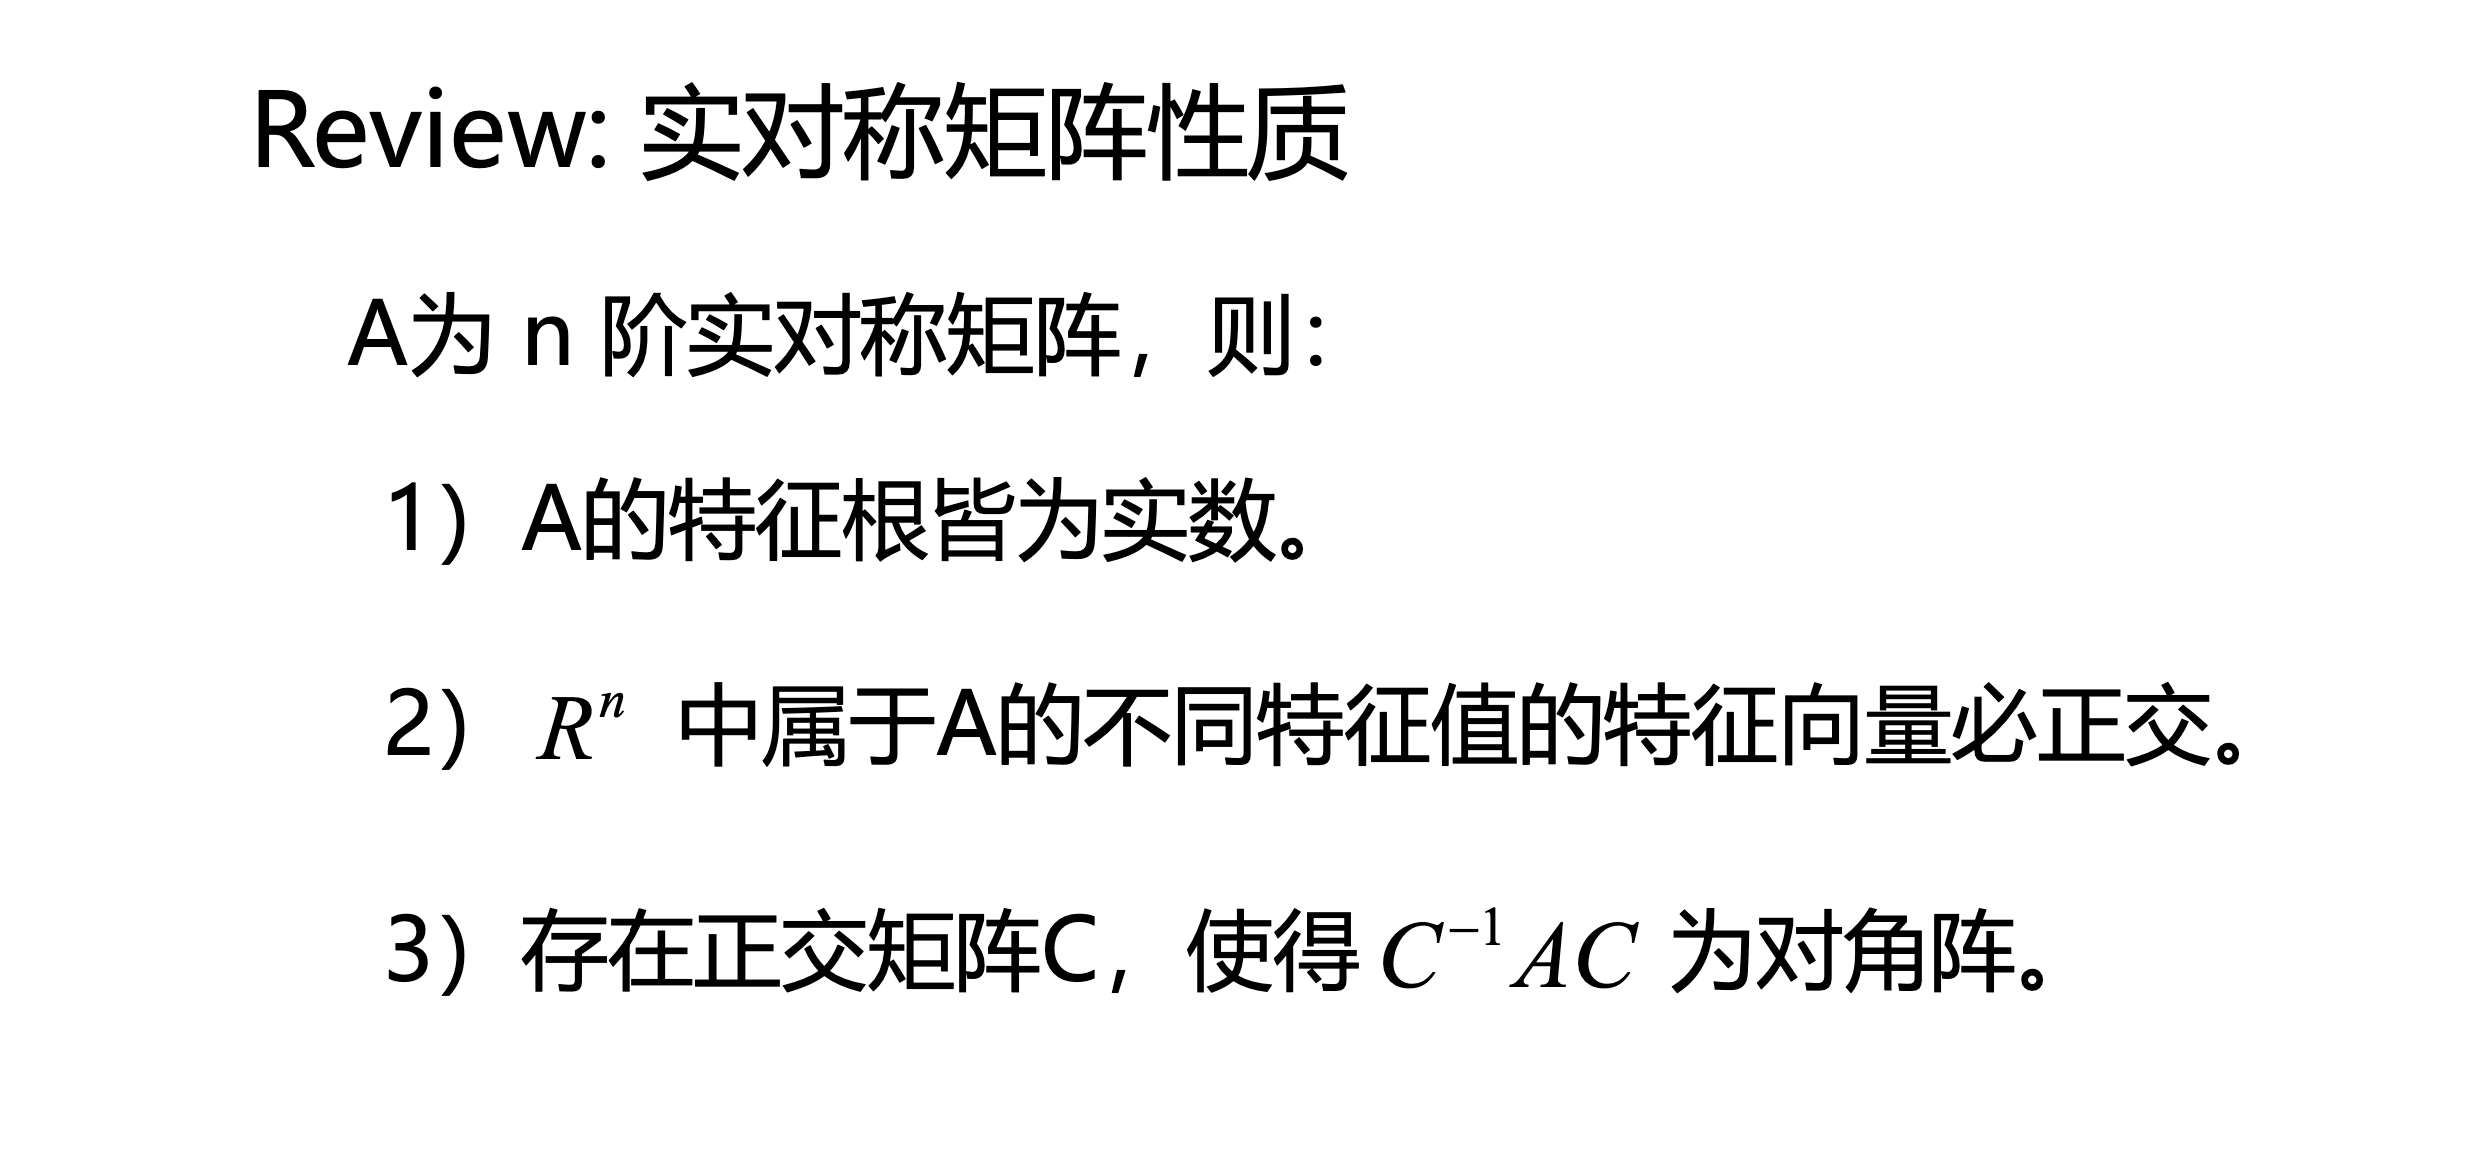 Review: 实对称矩阵性质
A为 n 阶实对称矩阵，则：
1）A的特征根皆为实数。
2） Rⁿ 中属于A的不同特征值的特征向量必正交。
3）存在正交矩阵C，使得 C⁻¹AC 为对角阵。